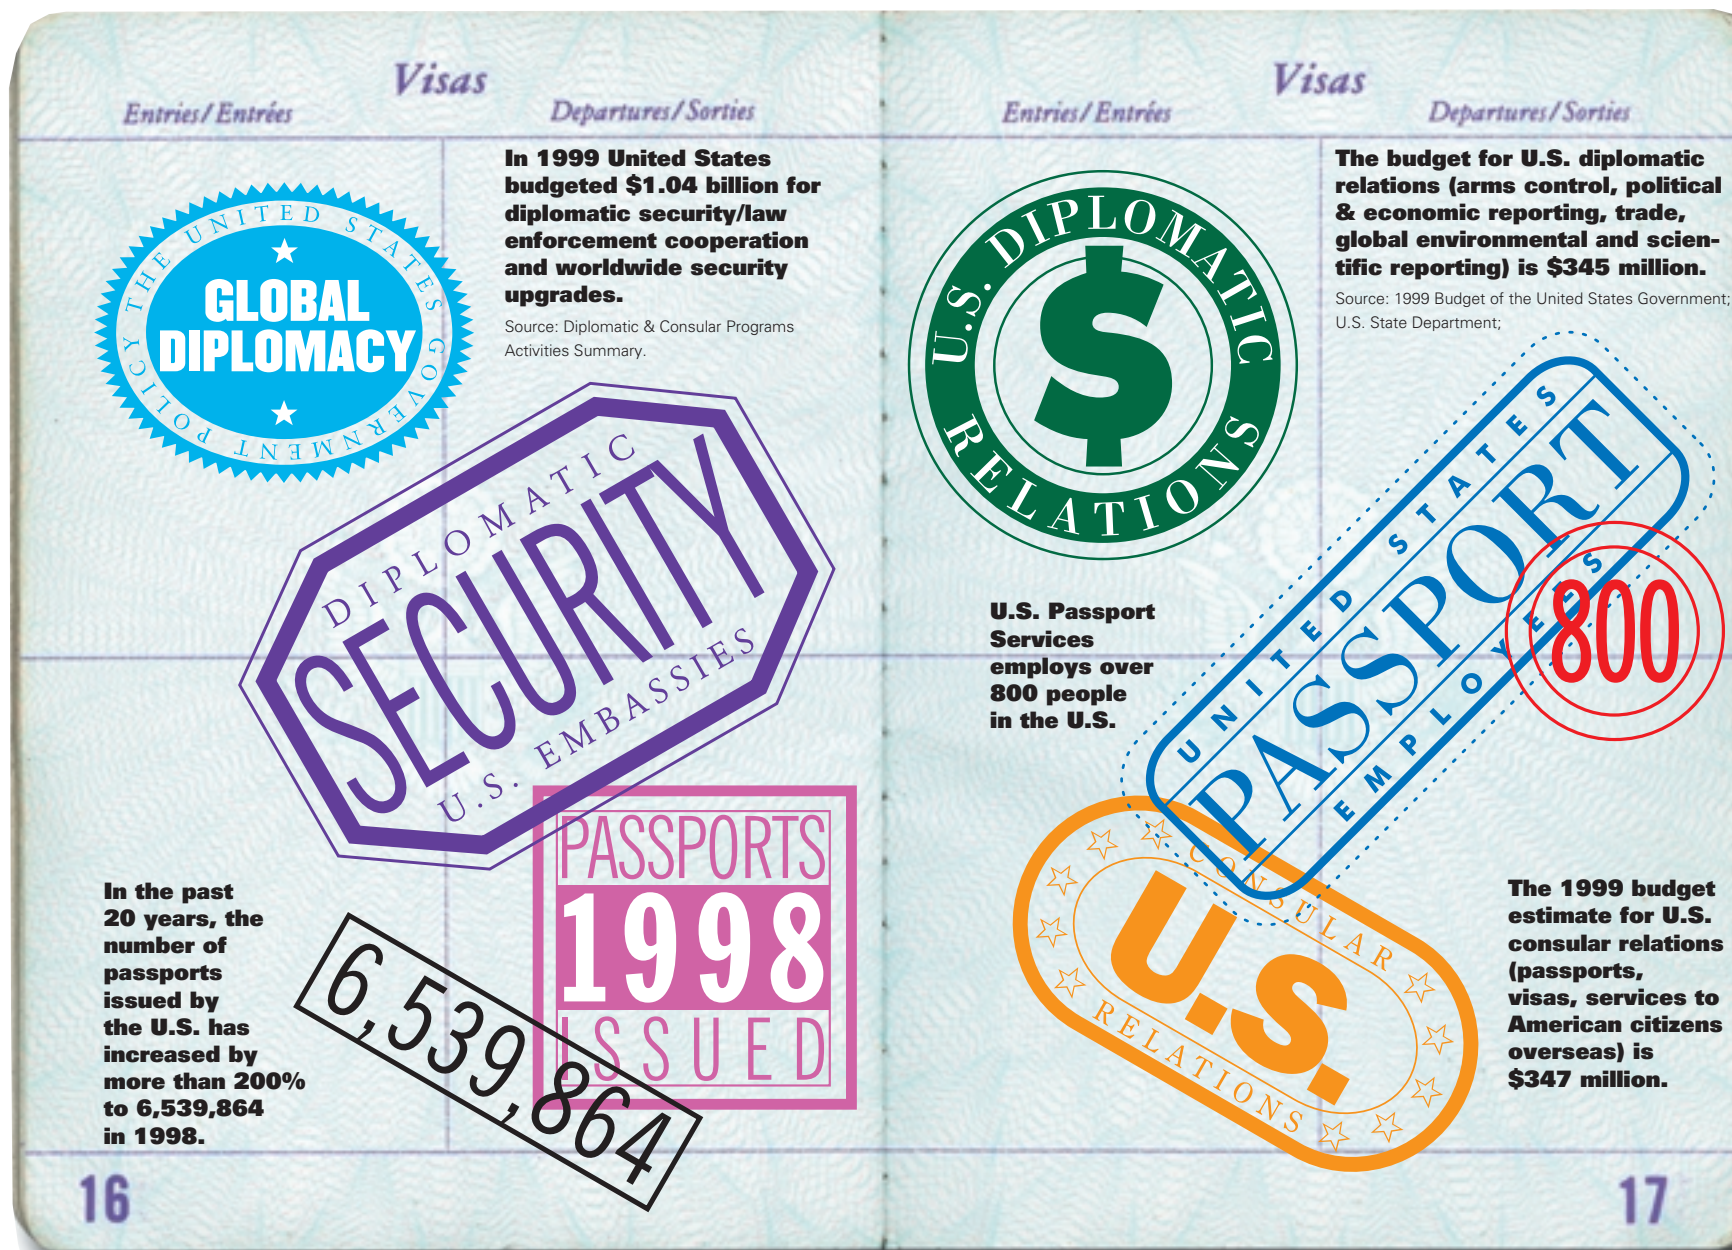 Visas
Entries/Entrées
Departures/Sorties
THE UNITED STATES GOVERNMENT POLICY
GLOBAL
DIPLOMACY
In 1999 United States
budgeted $1.04 billion for
diplomatic security/law
enforcement cooperation
and worldwide security
upgrades.
Source: Diplomatic & Consular Programs
Activities Summary.
DIPLOMATIC
SECURITY
U.S. EMBASSIES
PASSPORTS
1998
ISSUED
In the past
20 years, the
number of
passports
issued by
the U.S. has
increased by
more than 200%
to 6,539,864
in 1998.
6,539,864
16
Visas
Entries/Entrées
Departures/Sorties
U.S. DIPLOMATIC
$
RELATIONS
The budget for U.S. diplomatic
relations (arms control, political
& economic reporting, trade,
global environmental and scien-
tific reporting) is $345 million.
Source: 1999 Budget of the United States Government;
U.S. State Department;
U.S. Passport
Services
employs over
800 people
in the U.S.
UNITED STATES
PASSPORT
EMPLOYEES
800
CONSULAR
U.S.
RELATIONS
The 1999 budget
estimate for U.S.
consular relations
(passports,
visas, services to
American citizens
overseas) is
$347 million.
17